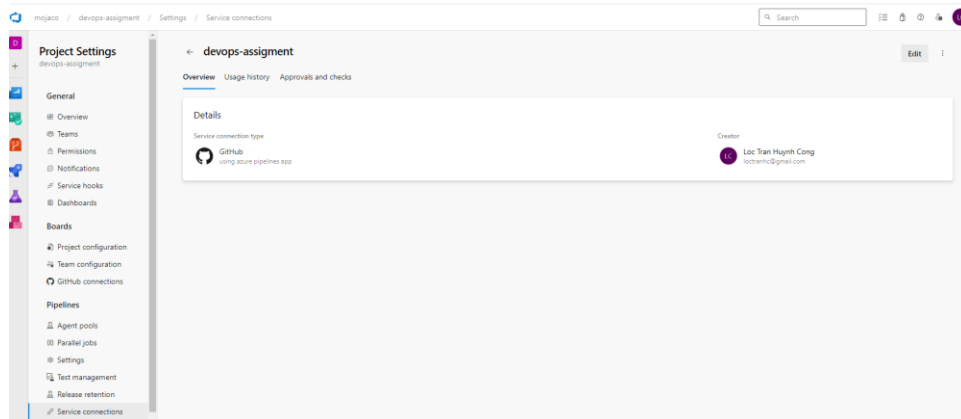 mojaco / devops-assigment / Settings / Service connections
Search
D
Project Settings
devops-assigment
General
Overview
Teams
Permissions
Notifications
Service hooks
Dashboards
Boards
Project configuration
Team configuration
GitHub connections
Pipelines
Agent pools
Parallel jobs
Settings
Test management
Release retention
Service connections
devops-assigment
Edit
Overview Usage history Approvals and checks
Details
Service connection type
GitHub
using azure pipelines app
Creator
LC
Loc Tran Huynh Cong
loctranhc@gmail.com